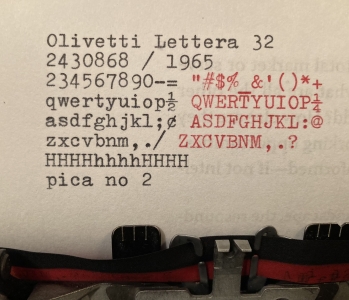 Olivetti Lettera 32
2430868 / 1965
234567890-= "#$%_&'()*+
qwertyuiop½ QWERTYUIOP¼
asdfghjkl;¢ ASDFGHJKL:@
zxcvbnm,./ ZXCVBNM,.?
HHHHhhhhHHHH
pica no 2